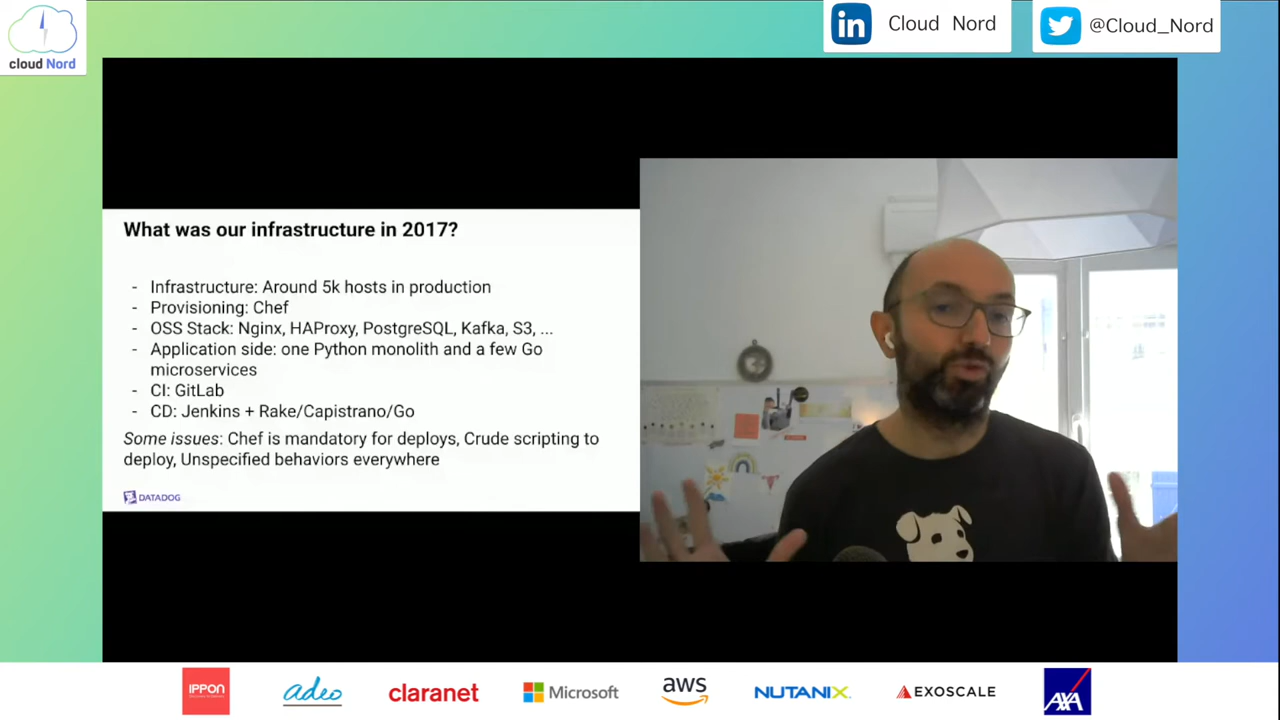 cloud Nord
in Cloud Nord
@Cloud_Nord
What was our infrastructure in 2017?
- Infrastructure: Around 5k hosts in production
- Provisioning: Chef
- OSS Stack: Nginx, HAProxy, PostgreSQL, Kafka, S3, ...
- Application side: one Python monolith and a few Go
microservices
- CI: GitLab
- CD: Jenkins + Rake/Capistrano/Go
Some issues: Chef is mandatory for deploys, Crude scripting to
deploy, Unspecified behaviors everywhere
DATADOG
IPPON
adeo
claranet
Microsoft
aws
NUTANIX
EXOSCALE
AXA